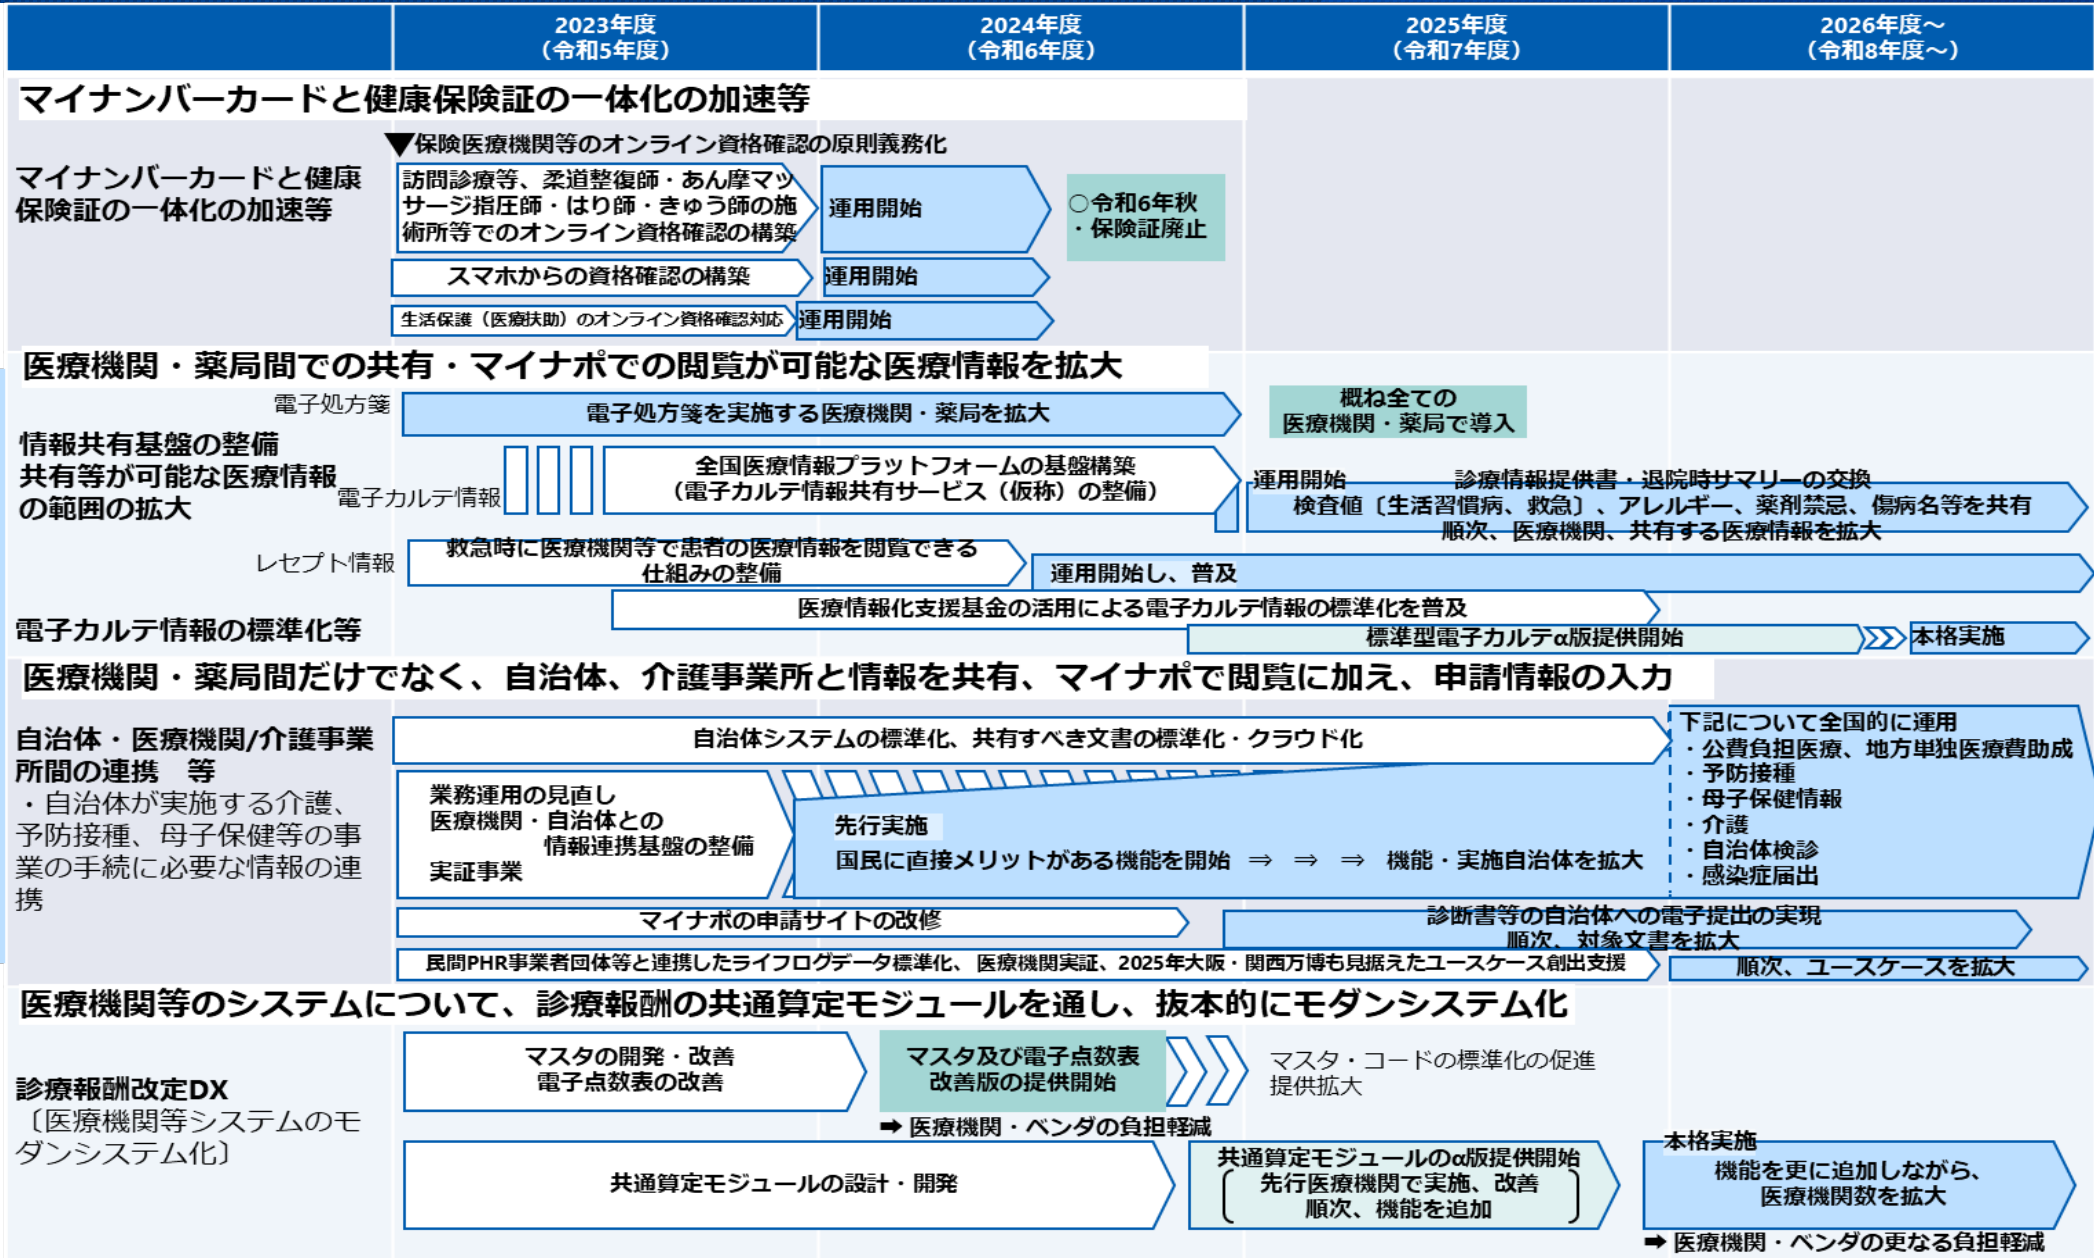 2023年度
(令和5年度)
2024年度
(令和6年度)
2025年度
(令和7年度)
2026年度～
(令和8年度～)
マイナンバーカードと健康保険証の一体化の加速等
マイナンバーカードと健康
保険証の一体化の加速等
▼保険医療機関等のオンライン資格確認の原則義務化
訪問診療等、柔道整復師・あん摩マッ
サージ指圧師・はり師・きゅう師の施
術所等でのオンライン資格確認の構築
運用開始
○令和6年秋
・保険証廃止
スマホからの資格確認の構築
運用開始
生活保護（医療扶助）のオンライン資格確認対応
運用開始
医療機関・薬局間での共有・マイナポでの閲覧が可能な医療情報を拡大
電子処方箋
電子処方箋を実施する医療機関・薬局を拡大
概ね全ての
医療機関・薬局で導入
情報共有基盤の整備
共有等が可能な医療情報
の範囲の拡大
電子カルテ情報
全国医療情報プラットフォームの基盤構築
（電子カルテ情報共有サービス（仮称）の整備）
運用開始
診療情報提供書・退院時サマリーの交換
検査値〔生活習慣病、救急〕、アレルギー、薬剤禁忌、傷病名等を共有
順次、医療機関、共有する医療情報を拡大
レセプト情報
救急時に医療機関等で患者の医療情報を閲覧できる
仕組みの整備
運用開始し、普及
医療情報化支援基金の活用による電子カルテ情報の標準化を普及
電子カルテ情報の標準化等
標準型電子カルテα版提供開始
本格実施
医療機関・薬局間だけでなく、自治体、介護事業所と情報を共有、マイナポで閲覧に加え、申請情報の入力
自治体・医療機関/介護事業
所間の連携　等
・自治体が実施する介護、
予防接種、母子保健等の事
業の手続に必要な情報の連
携
自治体システムの標準化、共有すべき文書の標準化・クラウド化
業務運用の見直し
医療機関・自治体との
情報連携基盤の整備
実証事業
先行実施
国民に直接メリットがある機能を開始　⇒　⇒　⇒　機能・実施自治体を拡大
下記について全国的に運用
・公費負担医療、地方単独医療費助成
・予防接種
・母子保健情報
・介護
・自治体検診
・感染症届出
マイナポの申請サイトの改修
診断書等の自治体への電子提出の実現
順次、対象文書を拡大
民間PHR事業者団体等と連携したライフログデータ標準化、医療機関実証、2025年大阪・関西万博も見据えたユースケース創出支援
順次、ユースケースを拡大
医療機関等のシステムについて、診療報酬の共通算定モジュールを通し、抜本的にモダンシステム化
診療報酬改定DX
〔医療機関等システムのモ
ダンシステム化〕
マスタの開発・改善
電子点数表の改善
マスタ及び電子点数表
改善版の提供開始
マスタ・コードの標準化の促進
提供拡大
➡ 医療機関・ベンダの負担軽減
共通算定モジュールの設計・開発
共通算定モジュールのα版提供開始
先行医療機関で実施、改善
順次、機能を追加
本格実施
機能を更に追加しながら、
医療機関数を拡大
➡ 医療機関・ベンダの更なる負担軽減